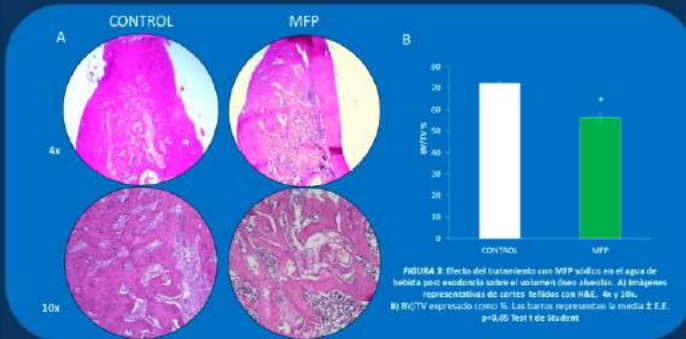 CONTROL
MFP
A
B
4x
10x
80
70
60
50
40
30
20
10
0
BV/TV %
*
CONTROL
MFP
FIGURA 3: Efecto del tratamiento con MFP sódico en el agua de
bebida post exodoncia sobre el volumen óseo alveolar. A) Imágenes
representativas de cortes teñidos con H&E, 4x y 10x.
B) BV/TV expresado como %. Las barras representan la media ± E.E.
p<0,05 Test t de Student